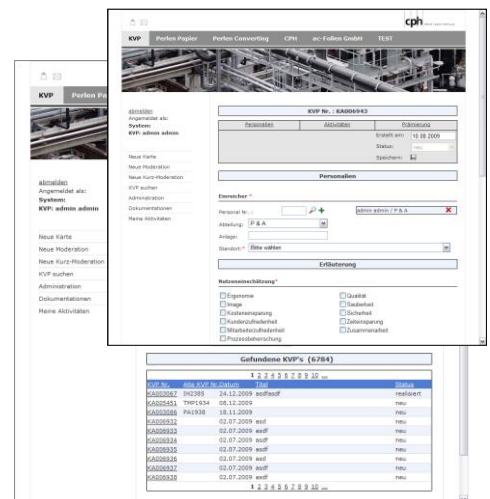 cph
KVP Perlen Papier Perlen Converting CPH ac-Folien GmbH TEST
abmelden
Angemeldet als:
System:
KVP: admin admin
Neue Karte
Neue Moderation
Neue Kurz-Moderation
KVP suchen
Administration
Dokumentationen
Meine Aktivitäten
KVP Nr. : KA006943
Personalien Aktivitäten Prämierung
Erstellt am: 10.08.2009
Status: neu
Speichern:
Personalien
Einreicher *
Personal Nr. : admin admin / P & A
Abteilung: P & A
Anlage:
Standort:* Bitte wählen
Erläuterung
Nutzeneinschätzung*
Ergonomie Qualität
Image Sauberkeit
Kosteneinsparung Sicherheit
Kundenzufriedenheit Zeiteinsparung
Mitarbeiterzufriedenheit Zusammenarbeit
Prozessbeherrschung
KVP Perlen Pa
abmelden
Angemeldet als:
System:
KVP: admin admin
Neue Karte
Neue Moderation
Neue Kurz-Moderation
KVP suchen
Administration
Dokumentationen
Meine Aktivitäten
Gefundene KVP's (6784)
1 2 3 4 5 6 7 8 9 10 ...
KVP Nr. Alte KVP Nr. Datum Titel Status
KA003067 IH2385 24.12.2009 asdfasdf realisiert
KA005451 TMP1934 08.12.2009 neu
KA003086 PA1938 18.11.2009 neu
KA006932 02.07.2009 asd neu
KA006933 02.07.2009 asdf neu
KA006934 02.07.2009 asdf neu
KA006935 02.07.2009 asdf neu
KA006936 02.07.2009 asd neu
KA006937 02.07.2009 asdf neu
KA006938 02.07.2009 asdf neu
1 2 3 4 5 6 7 8 9 10 ...